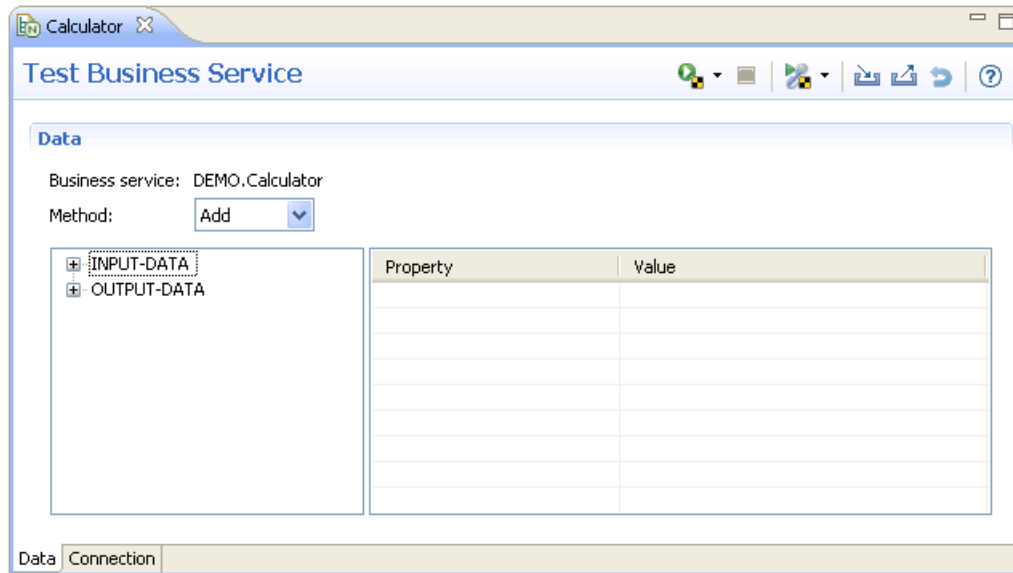 Calculator
Test Business Service
Data
Business service: DEMO.Calculator
Method: Add
INPUT-DATA
OUTPUT-DATA
Property Value
Data Connection